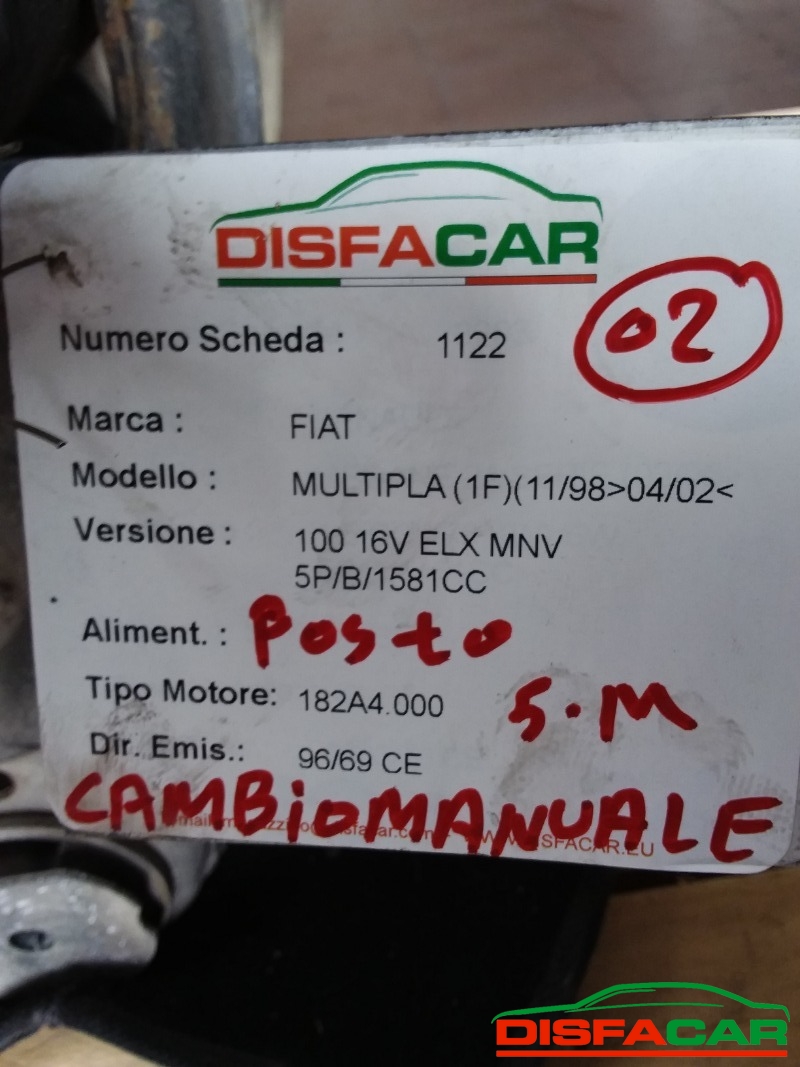 DISFACAR
Numero Scheda : 1122
02
Marca : FIAT
Modello : MULTIPLA (1F)(11/98>04/02<
Versione : 100 16V ELX MNV
5P/B/1581CC
Aliment. : Posto
Tipo Motore: 182A4.000 S.M
Dir. Emis.: 96/69 CE
CAMBIOMANUALE
DISFACAR